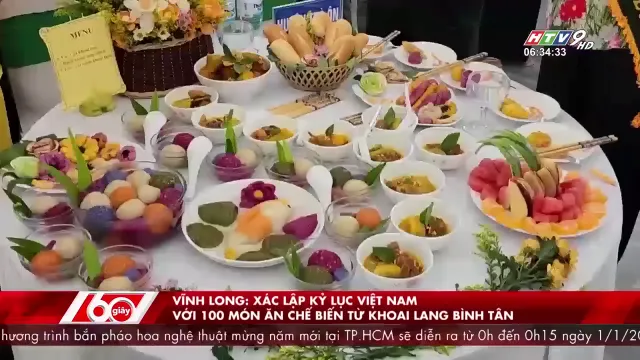 MENU
HTV9 HD
06:34:33
60 giây
VĨNH LONG: XÁC LẬP KỶ LỤC VIỆT NAM
VỚI 100 MÓN ĂN CHẾ BIẾN TỪ KHOAI LANG BÌNH TÂN
hương trình bắn pháo hoa nghệ thuật mừng năm mới tại TP.HCM sẽ diễn ra từ 0h đến 0h15 ngày 1/1/20